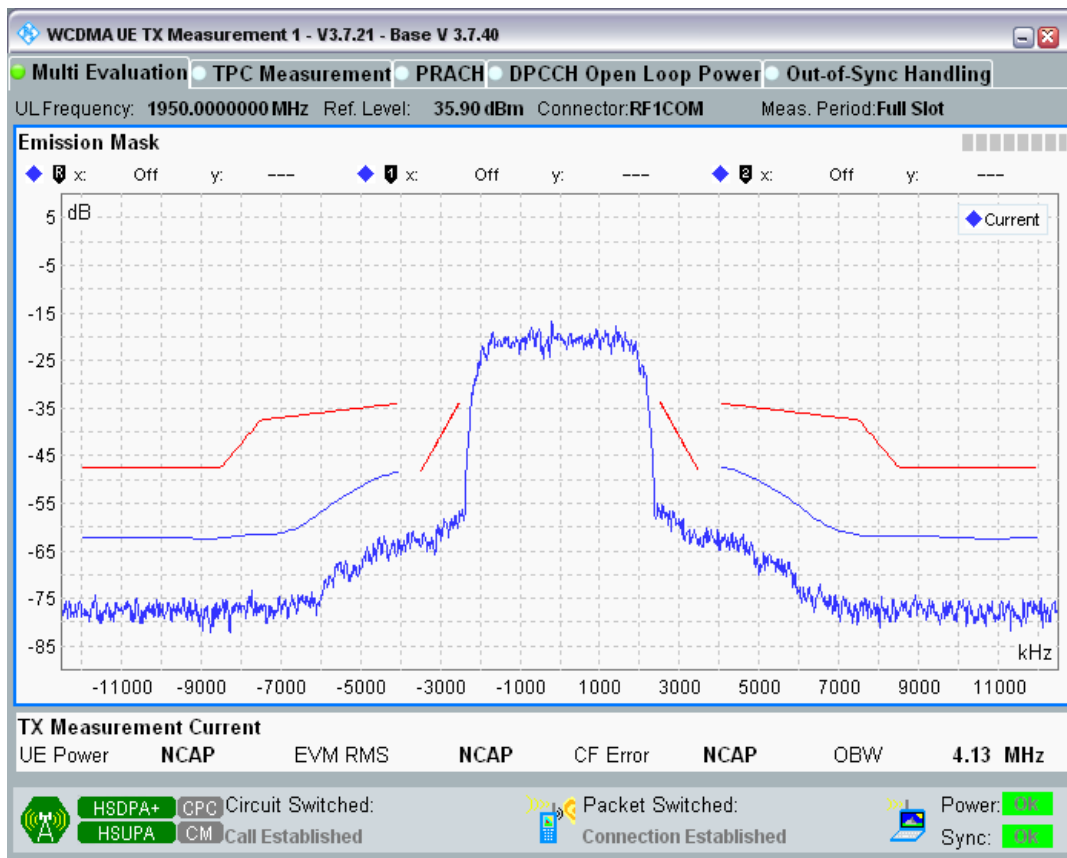 WCDMA UE TX Measurement 1 - V3.7.21 - Base V 3.7.40
Multi Evaluation TPC Measurement PRACH DPCCH Open Loop Power Out-of-Sync Handling
UL Frequency: 1950.0000000 MHz Ref. Level: 35.90 dBm Connector:RF1COM Meas. Period:Full Slot
Emission Mask
R x: Off y: --- 1 x: Off y: --- 2 x: Off y: ---
dB
Current
5
-5
-15
-25
-35
-45
-55
-65
-75
-85
kHz
-11000 -9000 -7000 -5000 -3000 -1000 1000 3000 5000 7000 9000 11000
TX Measurement Current
UE Power NCAP EVM RMS NCAP CF Error NCAP OBW 4.13 MHz
HSDPA+ CPC Circuit Switched: Packet Switched: Power: Ok
HSUPA CM Call Established Connection Established Sync: Ok